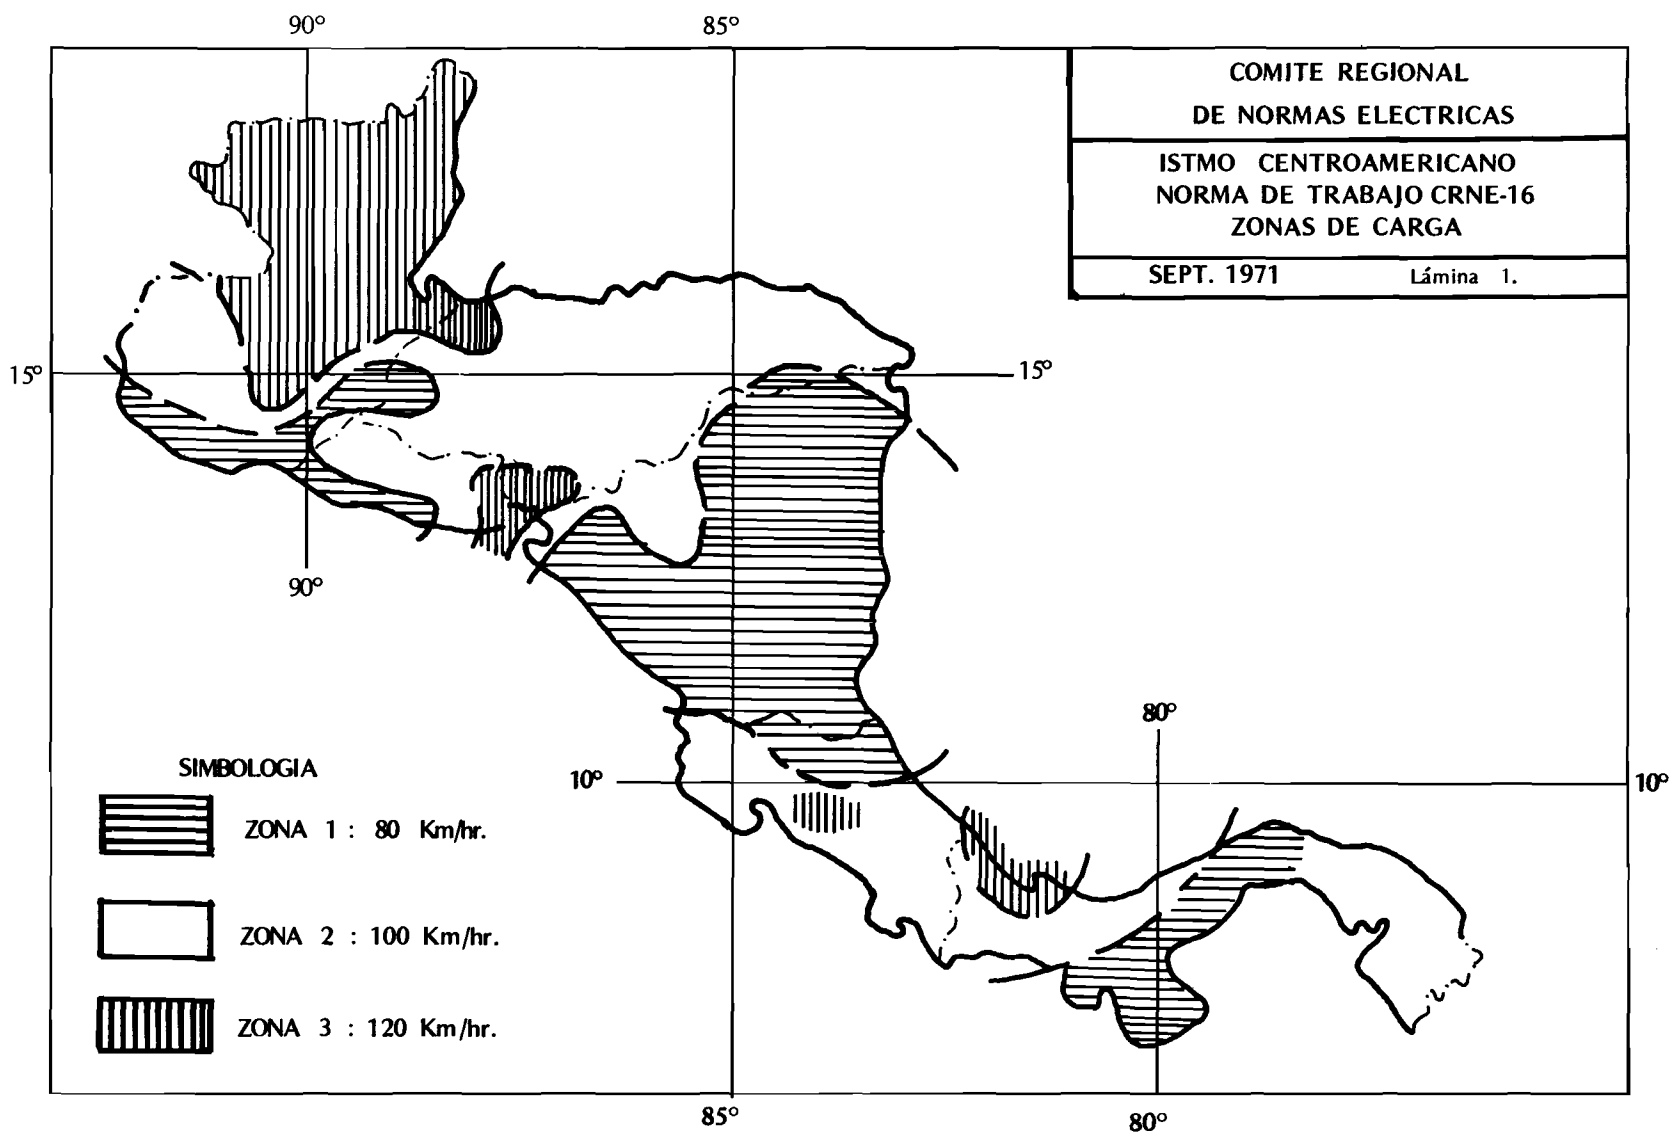 90°
85°
COMITE REGIONAL
DE NORMAS ELECTRICAS
ISTMO CENTROAMERICANO
NORMA DE TRABAJO CRNE-16
ZONAS DE CARGA
SEPT. 1971
Lámina 1.
15°
15°
90°
80°
SIMBOLOGIA
10°
10°
ZONA 1 : 80 Km/hr.
ZONA 2 : 100 Km/hr.
ZONA 3 : 120 Km/hr.
85°
80°